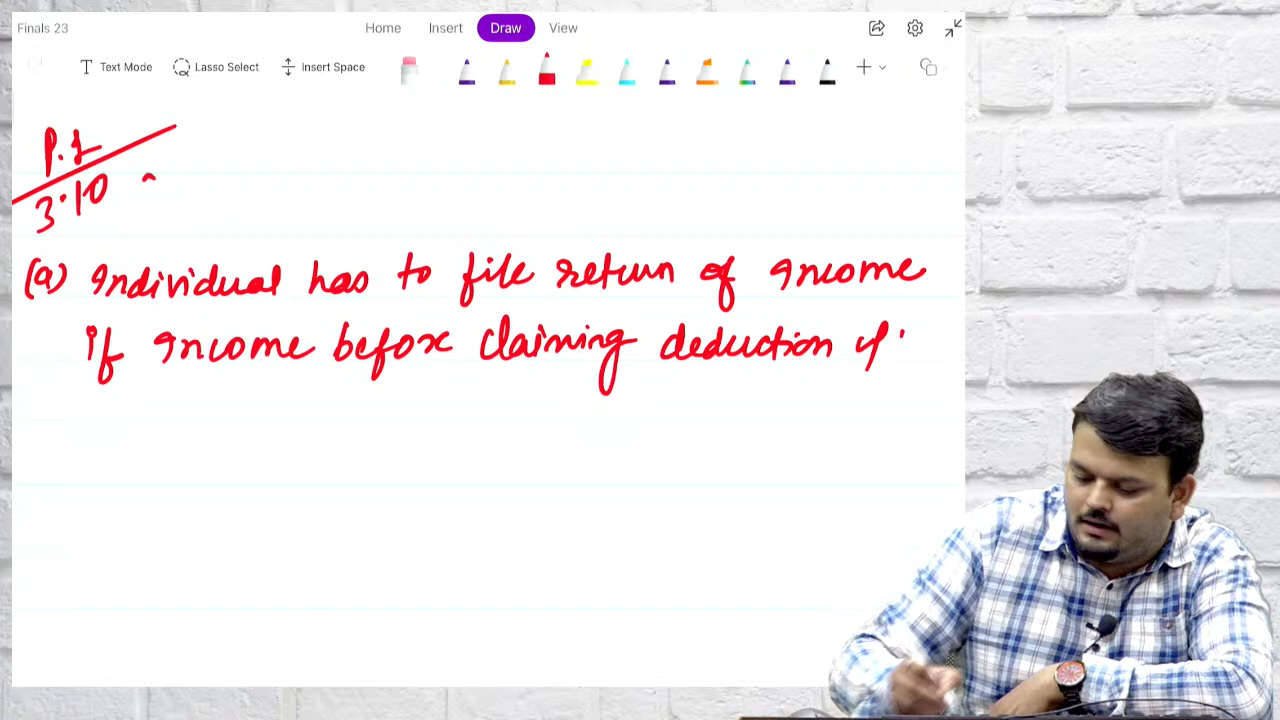 Finals 23
Home Insert Draw View
Text Mode Lasso Select Insert Space
P.1
3.10
(a) Individual has to file return of Income
if Income before claiming deduction